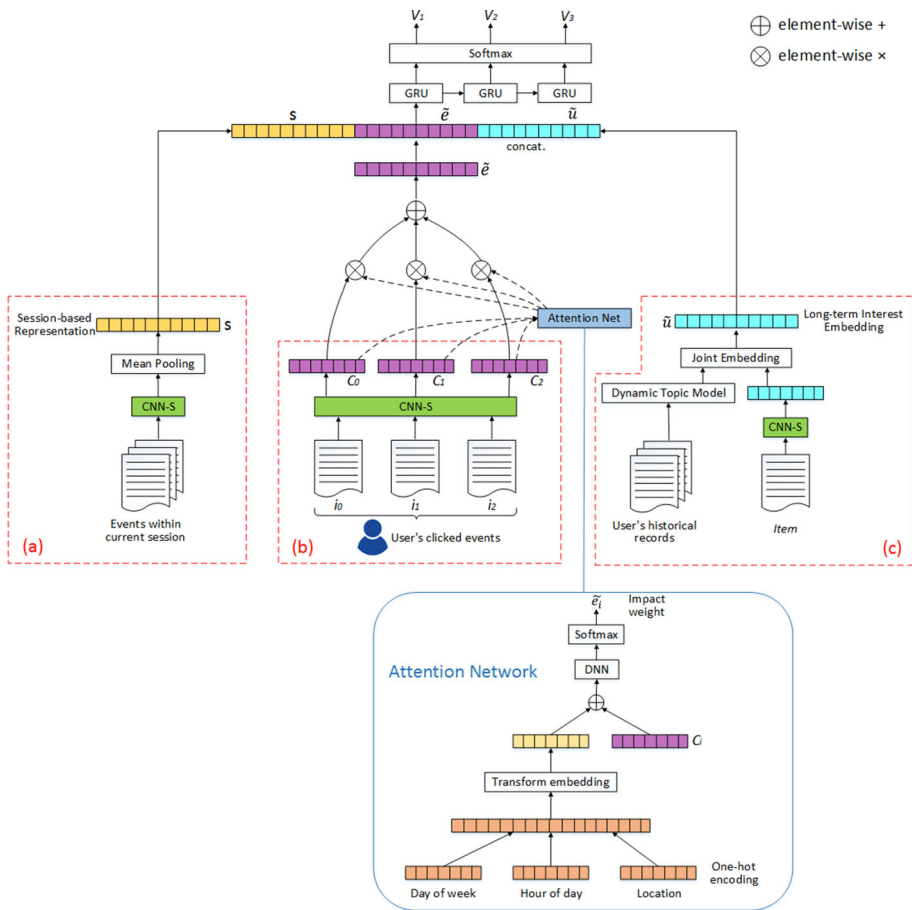 V₁ V₂ V₃
element-wise +
Softmax
element-wise ×
GRU GRU GRU
s ẽ ũ
concat.
ẽ
Attention Net
Session-based
Representation
s
Mean Pooling
CNN-S
Events within
current session
(a)
C₀ C₁ C₂
CNN-S
i₀ i₁ i₂
User's clicked events
(b)
ũ
Long-term Interest
Embedding
Joint Embedding
Dynamic Topic Model
CNN-S
User's historical
records
Item
(c)
Attention Network
ẽᵢ
Impact
weight
Softmax
DNN
Cᵢ
Transform embedding
One-hot
encoding
Day of week
Hour of day
Location